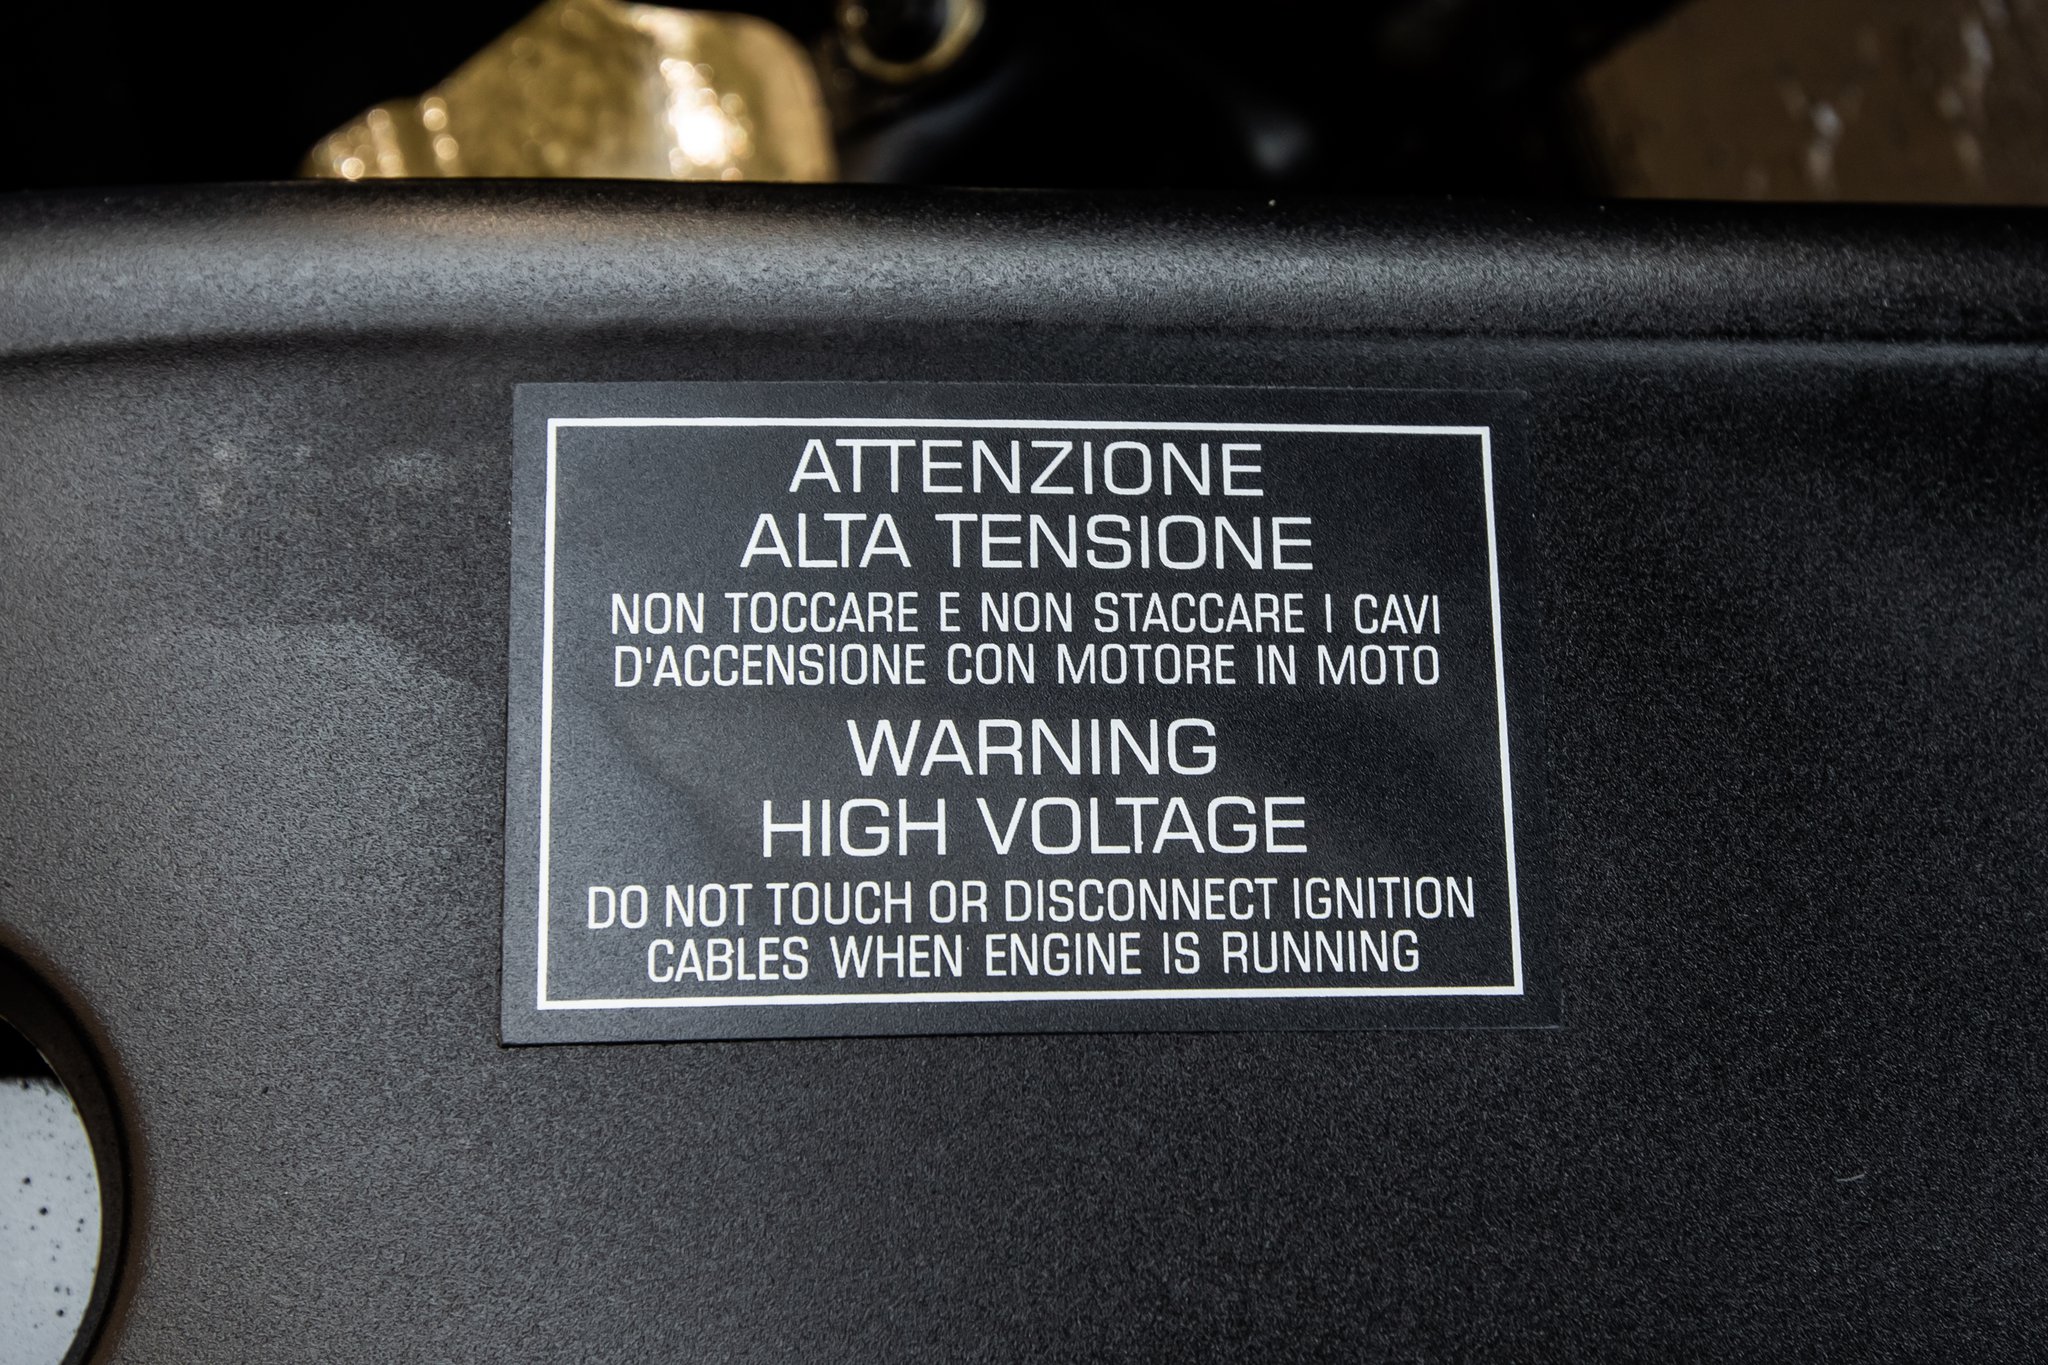 ATTENZIONE
ALTA TENSIONE
NON TOCCARE E NON STACCARE I CAVI
D'ACCENSIONE CON MOTORE IN MOTO
WARNING
HIGH VOLTAGE
DO NOT TOUCH OR DISCONNECT IGNITION
CABLES WHEN ENGINE IS RUNNING